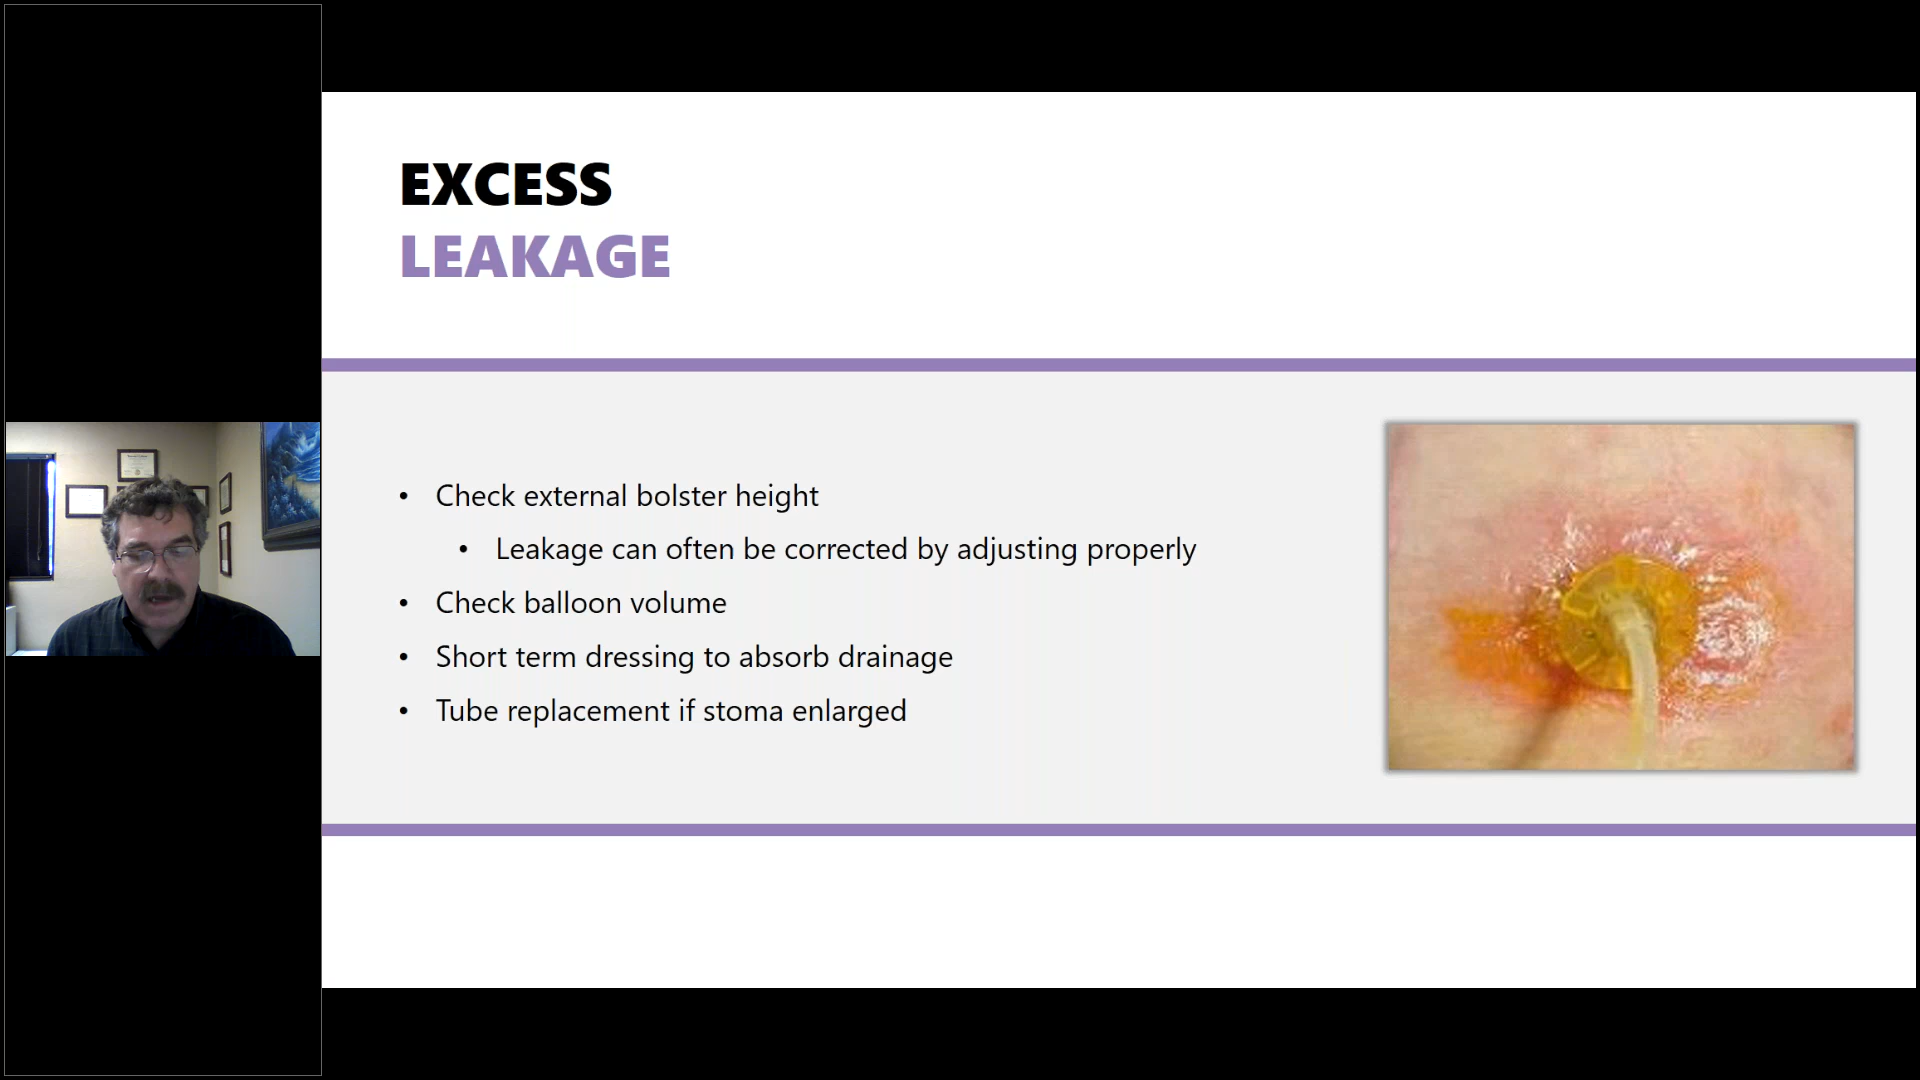 EXCESS
LEAKAGE
• Check external bolster height
• Leakage can often be corrected by adjusting properly
• Check balloon volume
• Short term dressing to absorb drainage
• Tube replacement if stoma enlarged